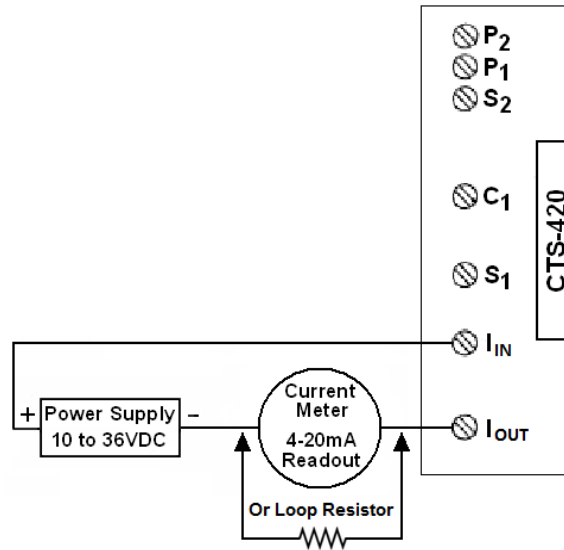 P2
P1
S2
C1
S1
CTS-420
IIN
+
Power Supply
10 to 36VDC
–
Current
Meter
4-20mA
Readout
IOUT
Or Loop Resistor